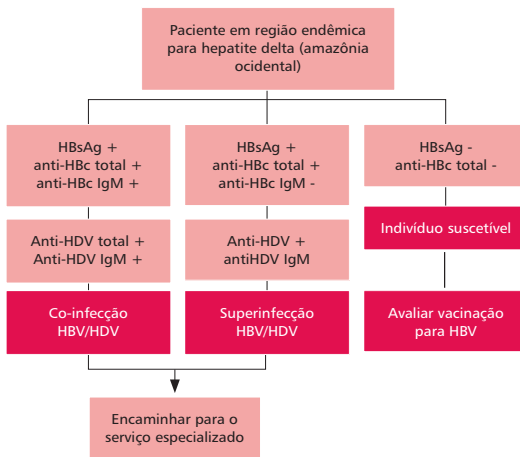 Paciente em região endêmica
para hepatite delta (amazônia
ocidental)
HBsAg +
anti-HBc total +
anti-HBc IgM +
HBsAg +
anti-HBc total +
anti-HBc IgM -
HBsAg -
anti-HBc total -
Anti-HDV total +
Anti-HDV IgM +
Anti-HDV +
antiHDV IgM
Indivíduo suscetível
Co-infecção
HBV/HDV
Superinfecção
HBV/HDV
Avaliar vacinação
para HBV
Encaminhar para o
serviço especializado